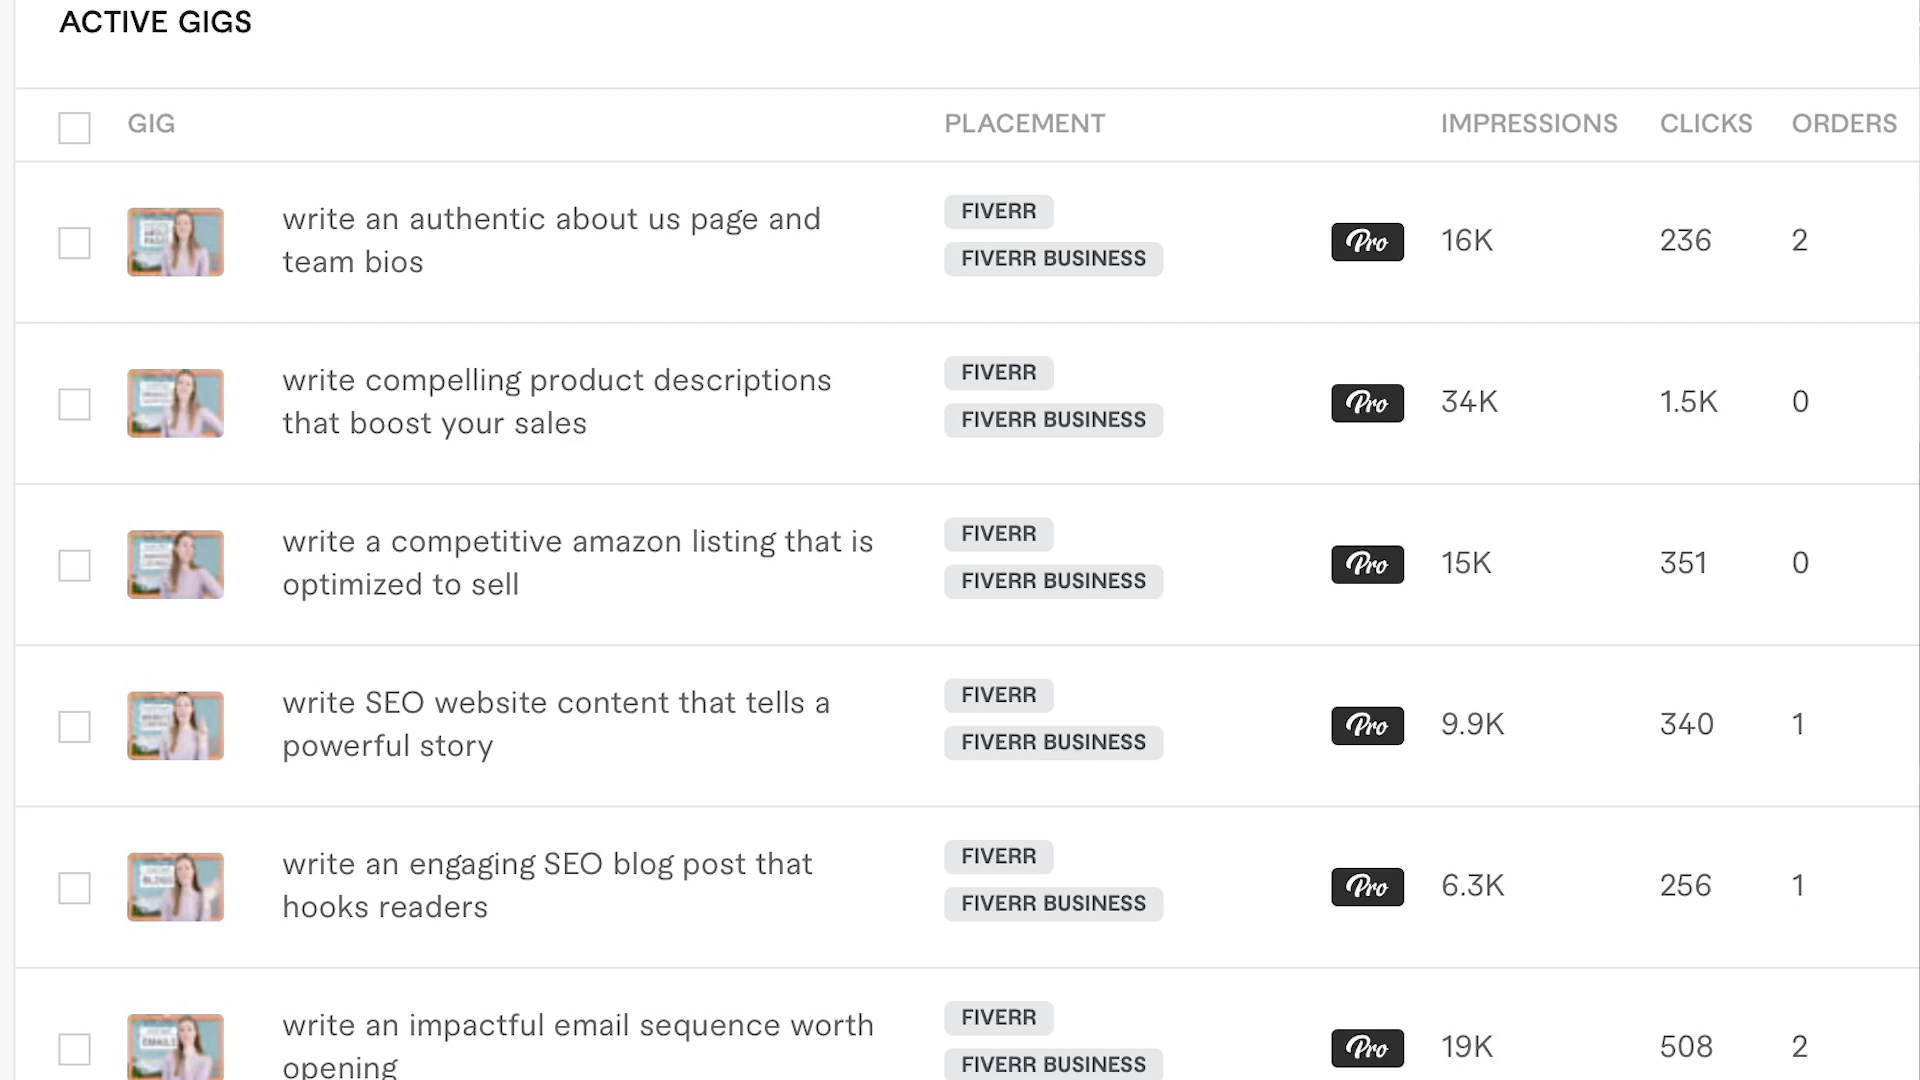 ACTIVE GIGS
GIG PLACEMENT IMPRESSIONS CLICKS ORDERS
write an authentic about us page and
team bios
FIVERR
FIVERR BUSINESS
Pro 16K 236 2
write compelling product descriptions
that boost your sales
FIVERR
FIVERR BUSINESS
Pro 34K 1.5K 0
write a competitive amazon listing that is
optimized to sell
FIVERR
FIVERR BUSINESS
Pro 15K 351 0
write SEO website content that tells a
powerful story
FIVERR
FIVERR BUSINESS
Pro 9.9K 340 1
write an engaging SEO blog post that
hooks readers
FIVERR
FIVERR BUSINESS
Pro 6.3K 256 1
write an impactful email sequence worth
opening
FIVERR
FIVERR BUSINESS
Pro 19K 508 2